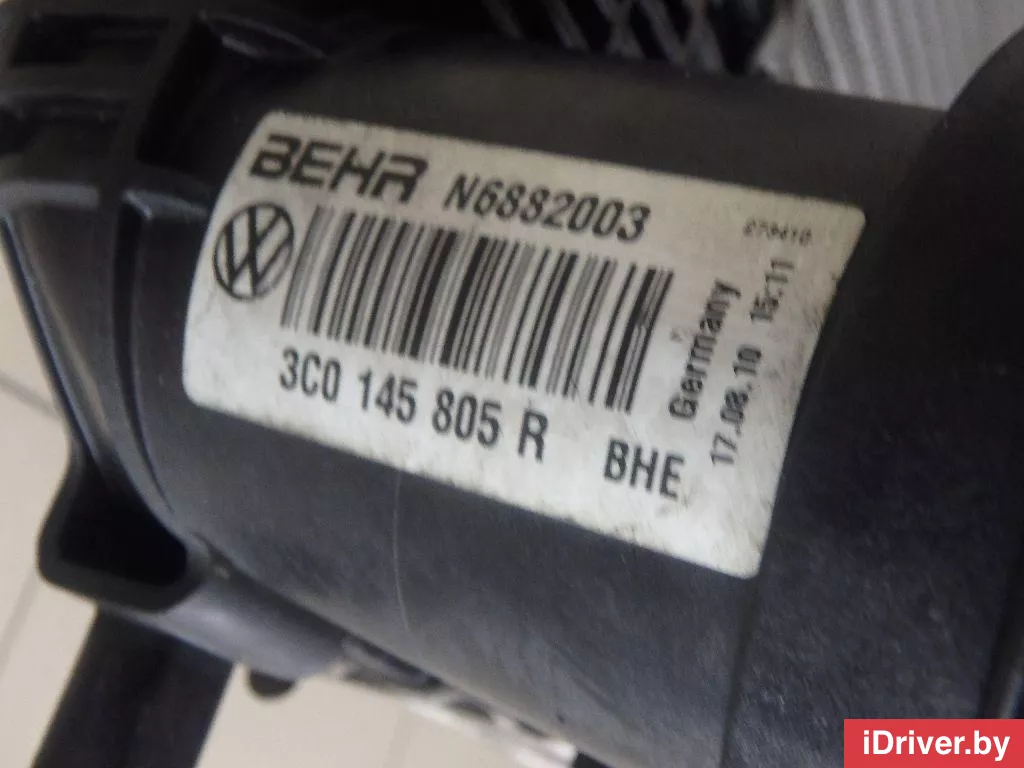 BEHR N6882003
3C0 145 805 R BHE
Germany
17.08.10 15:11
iDriver.by